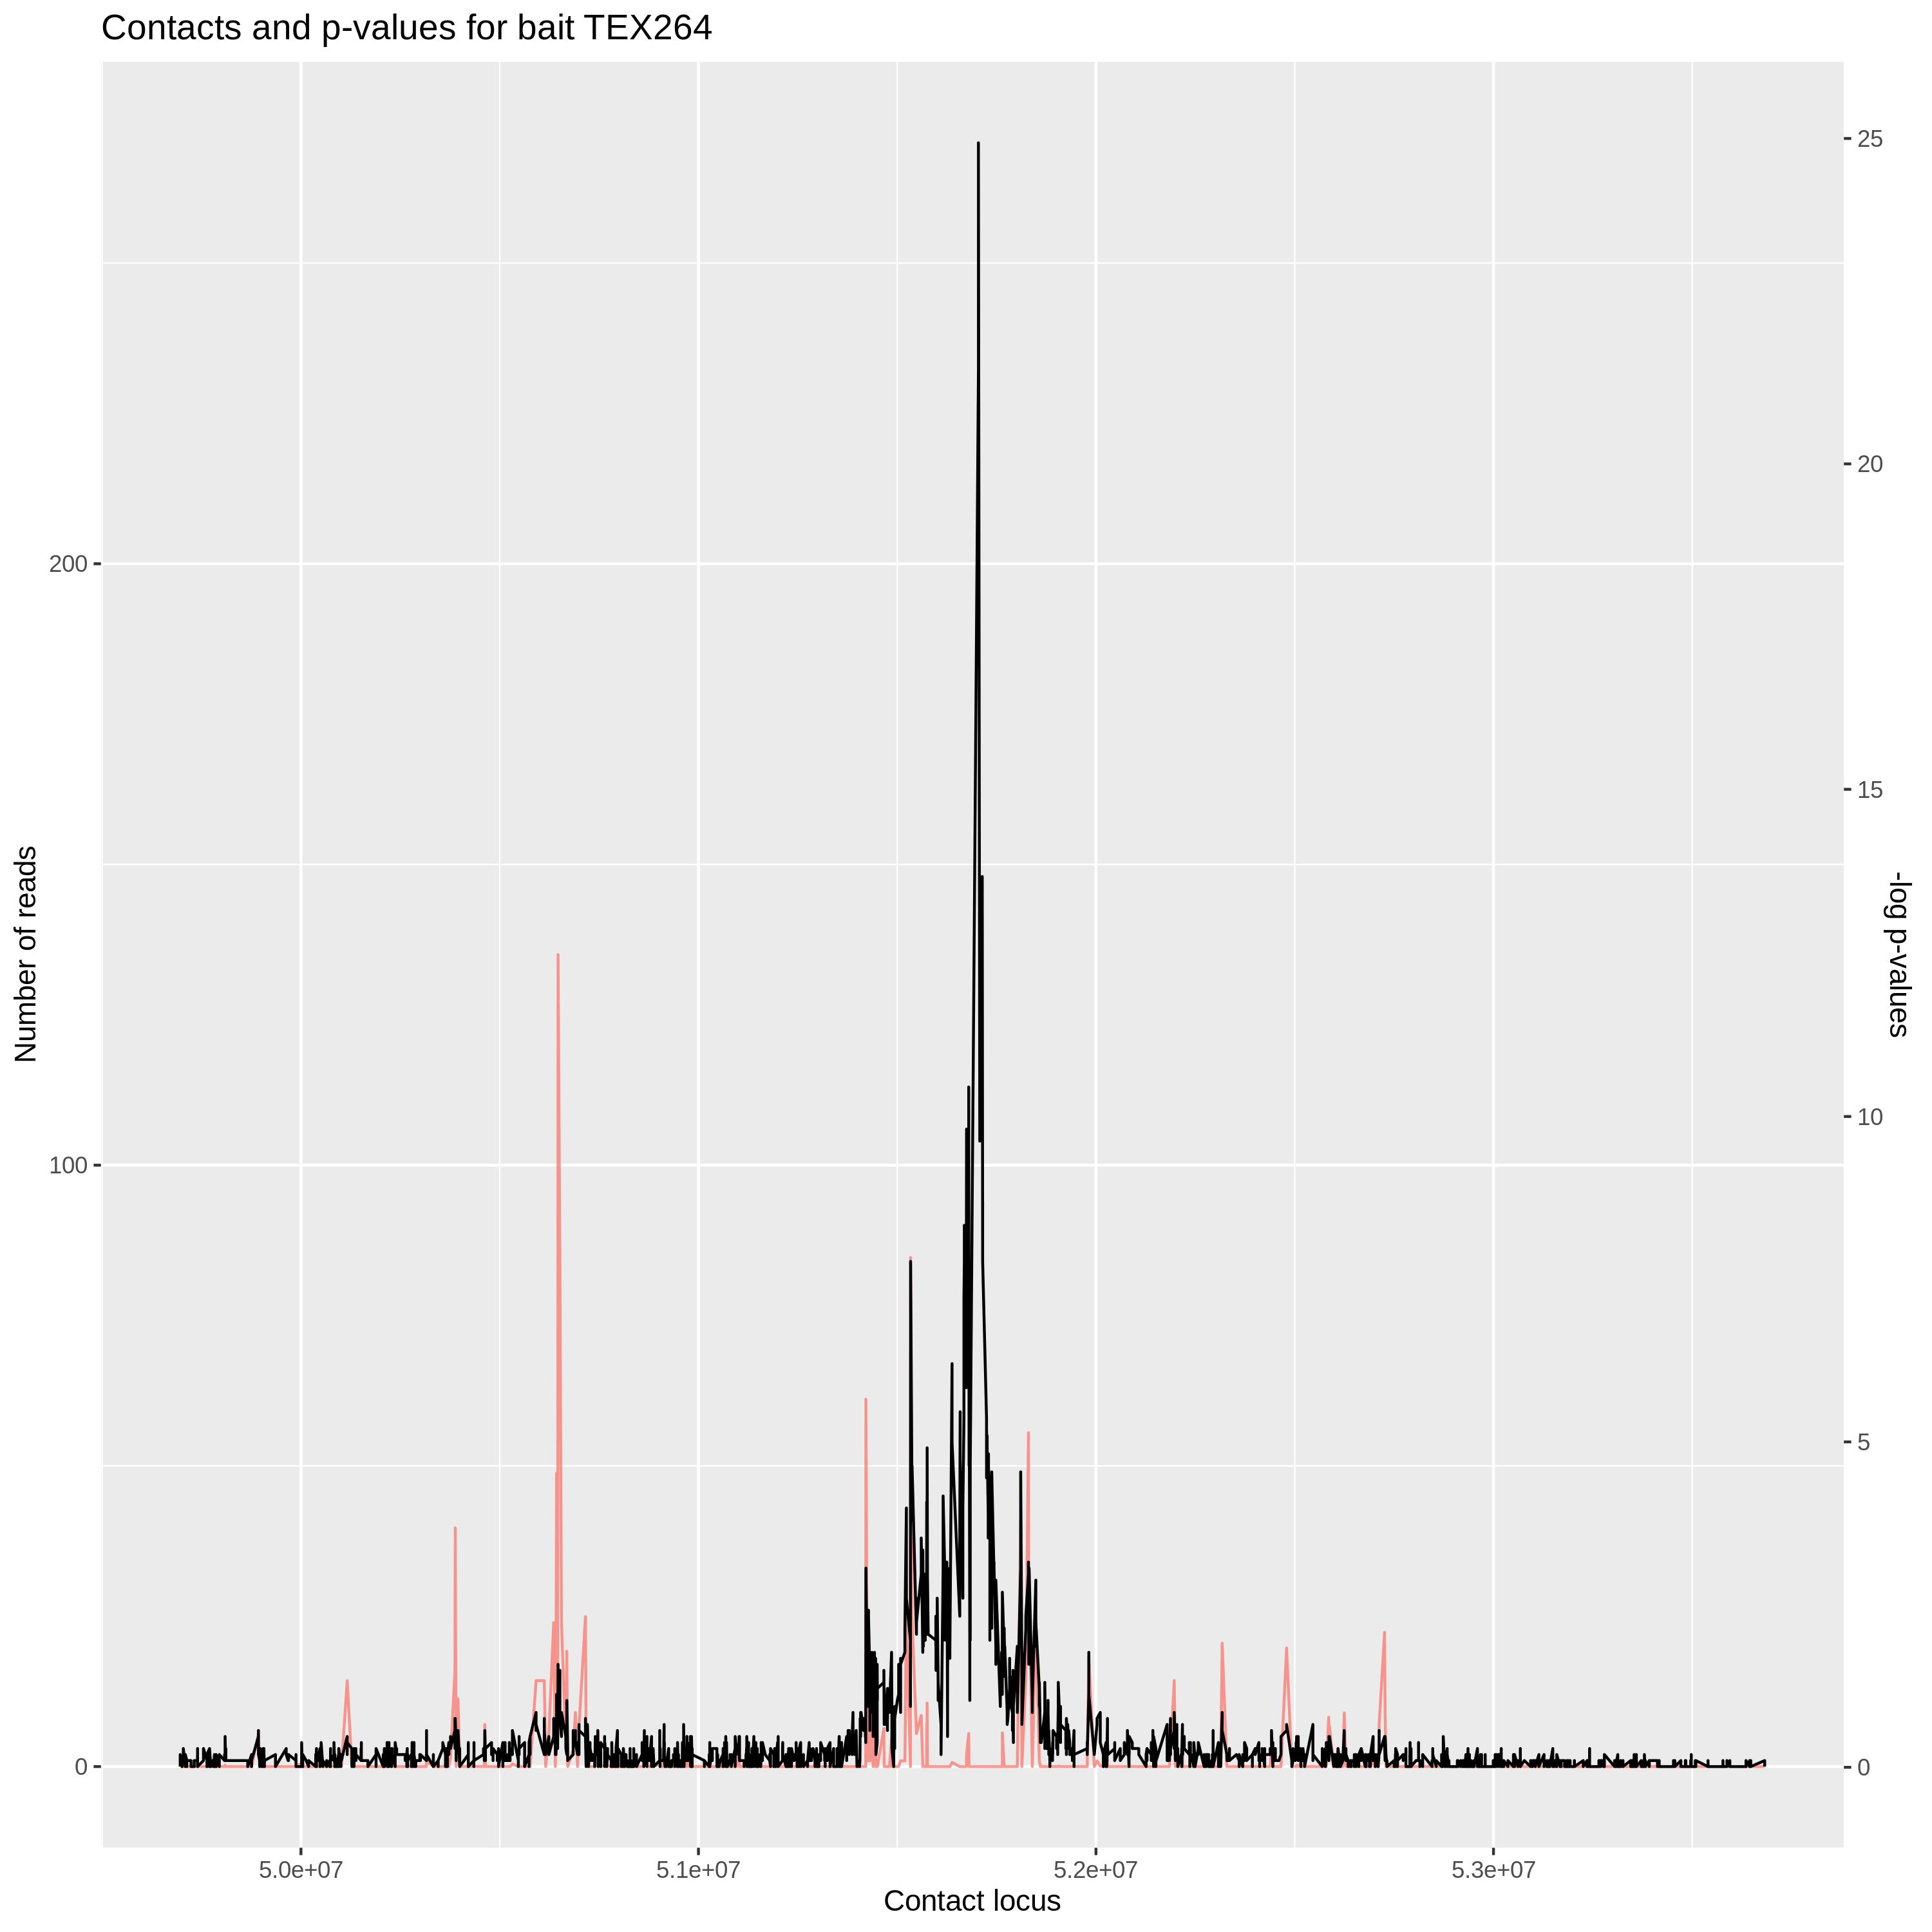 Contacts and p-values for bait TEX264
Number of reads
200
100
0
25
20
15
10
5
0
-log p-values
5.0e+07 5.1e+07 5.2e+07 5.3e+07
Contact locus